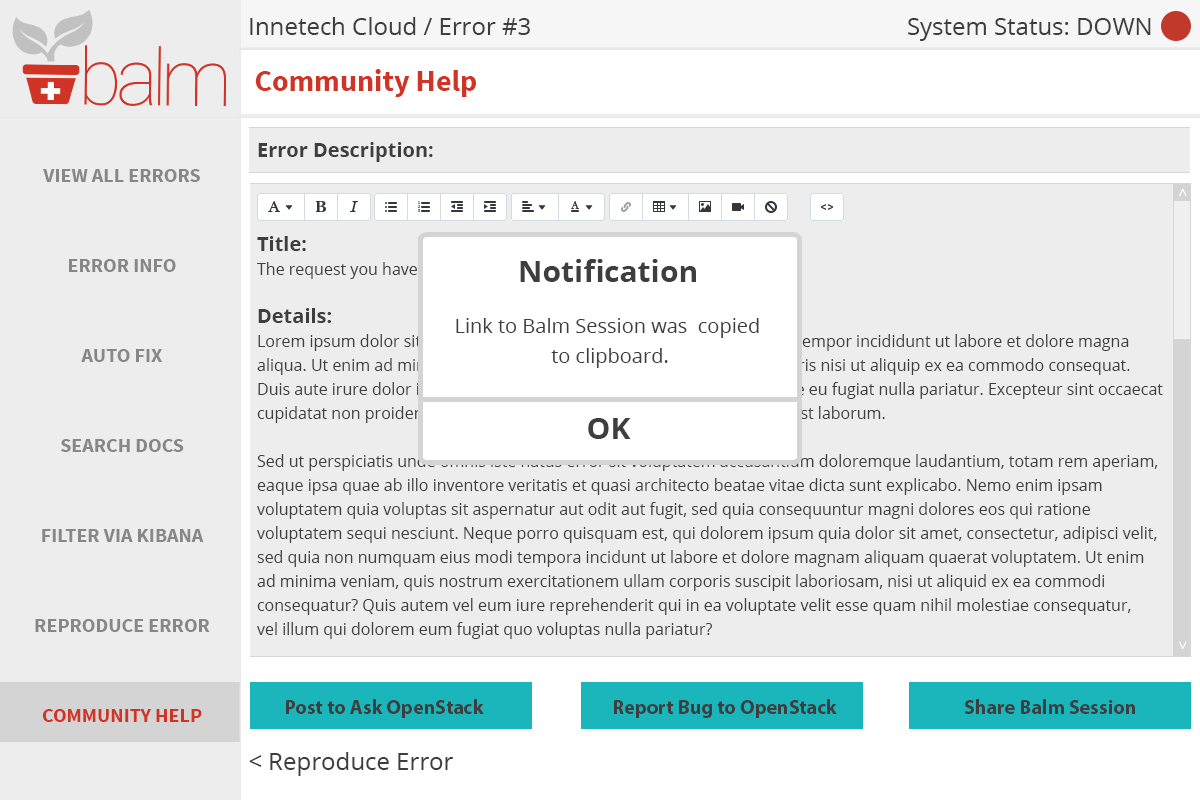 balm
Innetech Cloud / Error #3
System Status: DOWN
Community Help
VIEW ALL ERRORS
ERROR INFO
AUTO FIX
SEARCH DOCS
FILTER VIA KIBANA
REPRODUCE ERROR
COMMUNITY HELP
Error Description:
A B I A <>
Title:
The request you have
Details:
Lorem ipsum dolor sit tempor incididunt ut labore et dolore magna
aliqua. Ut enim ad nisi ut aliquip ex ea commodo consequat.
Duis aute irure dolor eu fugiat nulla pariatur. Excepteur sint occaecat
cupidatat non laborum.
Notification
Link to Balm Session was copied
to clipboard.
OK
Sed ut perspiciatis unde omnis iste natus error sit voluptatem accusantium doloremque laudantium, totam rem aperiam,
eaque ipsa quae ab illo inventore veritatis et quasi architecto beatae vitae dicta sunt explicabo. Nemo enim ipsam
voluptatem quia voluptas sit aspernatur aut odit aut fugit, sed quia consequuntur magni dolores eos qui ratione
voluptatem sequi nesciunt. Neque porro quisquam est, qui dolorem ipsum quia dolor sit amet, consectetur, adipisci velit,
sed quia non numquam eius modi tempora incidunt ut labore et dolore magnam aliquam quaerat voluptatem. Ut enim
ad minima veniam, quis nostrum exercitationem ullam corporis suscipit laboriosam, nisi ut aliquid ex ea commodi
consequatur? Quis autem vel eum iure reprehenderit qui in ea voluptate velit esse quam nihil molestiae consequatur,
vel illum qui dolorem eum fugiat quo voluptas nulla pariatur?
Post to Ask OpenStack
Report Bug to OpenStack
Share Balm Session
< Reproduce Error